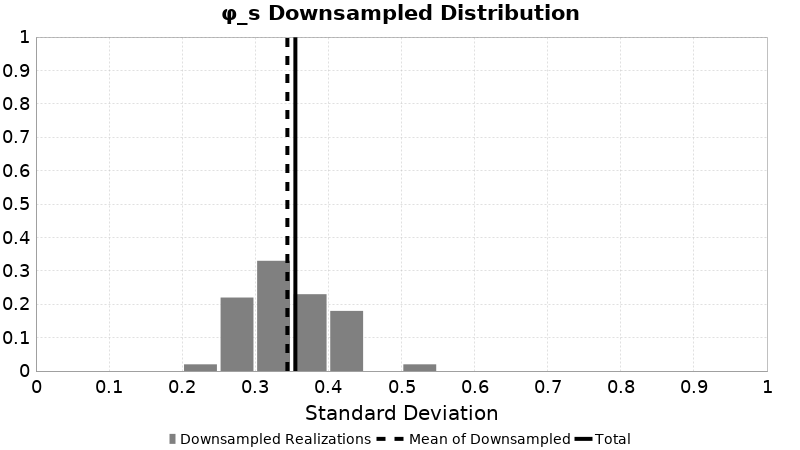 φ_s Downsampled Distribution
1
0.9
0.8
0.7
0.6
0.5
0.4
0.3
0.2
0.1
0
0 0.1 0.2 0.3 0.4 0.5 0.6 0.7 0.8 0.9 1
Standard Deviation
Downsampled Realizations Mean of Downsampled Total